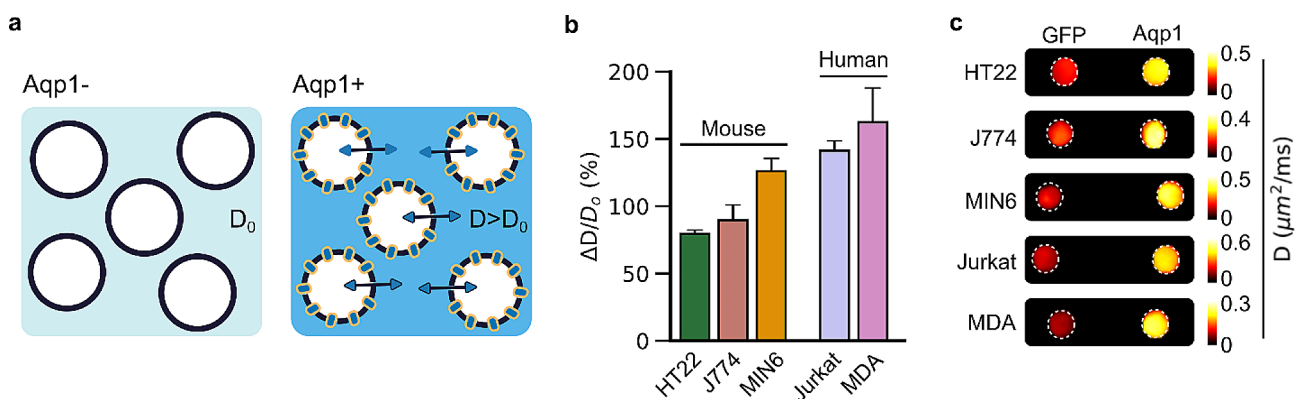 a
Aqp1-
Aqp1+
D₀
D>D₀
b
ΔD/Dₒ (%)
200
150
100
50
0
Mouse
Human
HT22
J774
MIN6
Jurkat
MDA
c
GFP
Aqp1
HT22
0.5
0
J774
0.4
0
MIN6
0.5
0
Jurkat
0.6
0
MDA
0.3
0
D (μm²/ms)